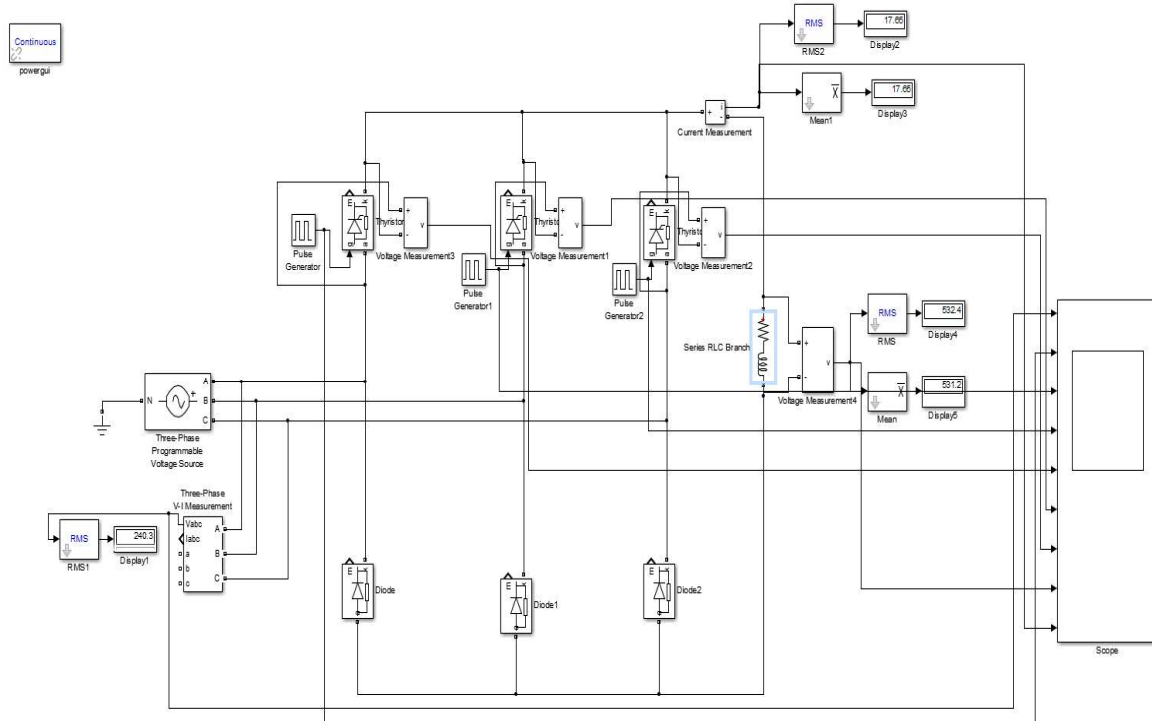 Continuous
powergui
RMS
RMS2
17.65
Display2
X
Mean1
17.65
Display3
+
i
-
Current Measurement
Pulse
Generator
Thyristor
+
-
v
Voltage Measurement3
Pulse
Generator1
Thyristor
+
-
v
Voltage Measurement1
Pulse
Generator2
Thyristor
+
-
v
Voltage Measurement2
Series RLC Branch
+
-
v
Voltage Measurement4
RMS
RMS
532.4
Display4
X
Mean
531.2
Display5
N
+
A
B
C
Three-Phase
Programmable
Voltage Source
Three-Phase
V-I Measurement
Vabc
Iabc
a
b
c
A
B
C
RMS
RMS1
240.3
Display1
Diode
Diode1
Diode2
Scope